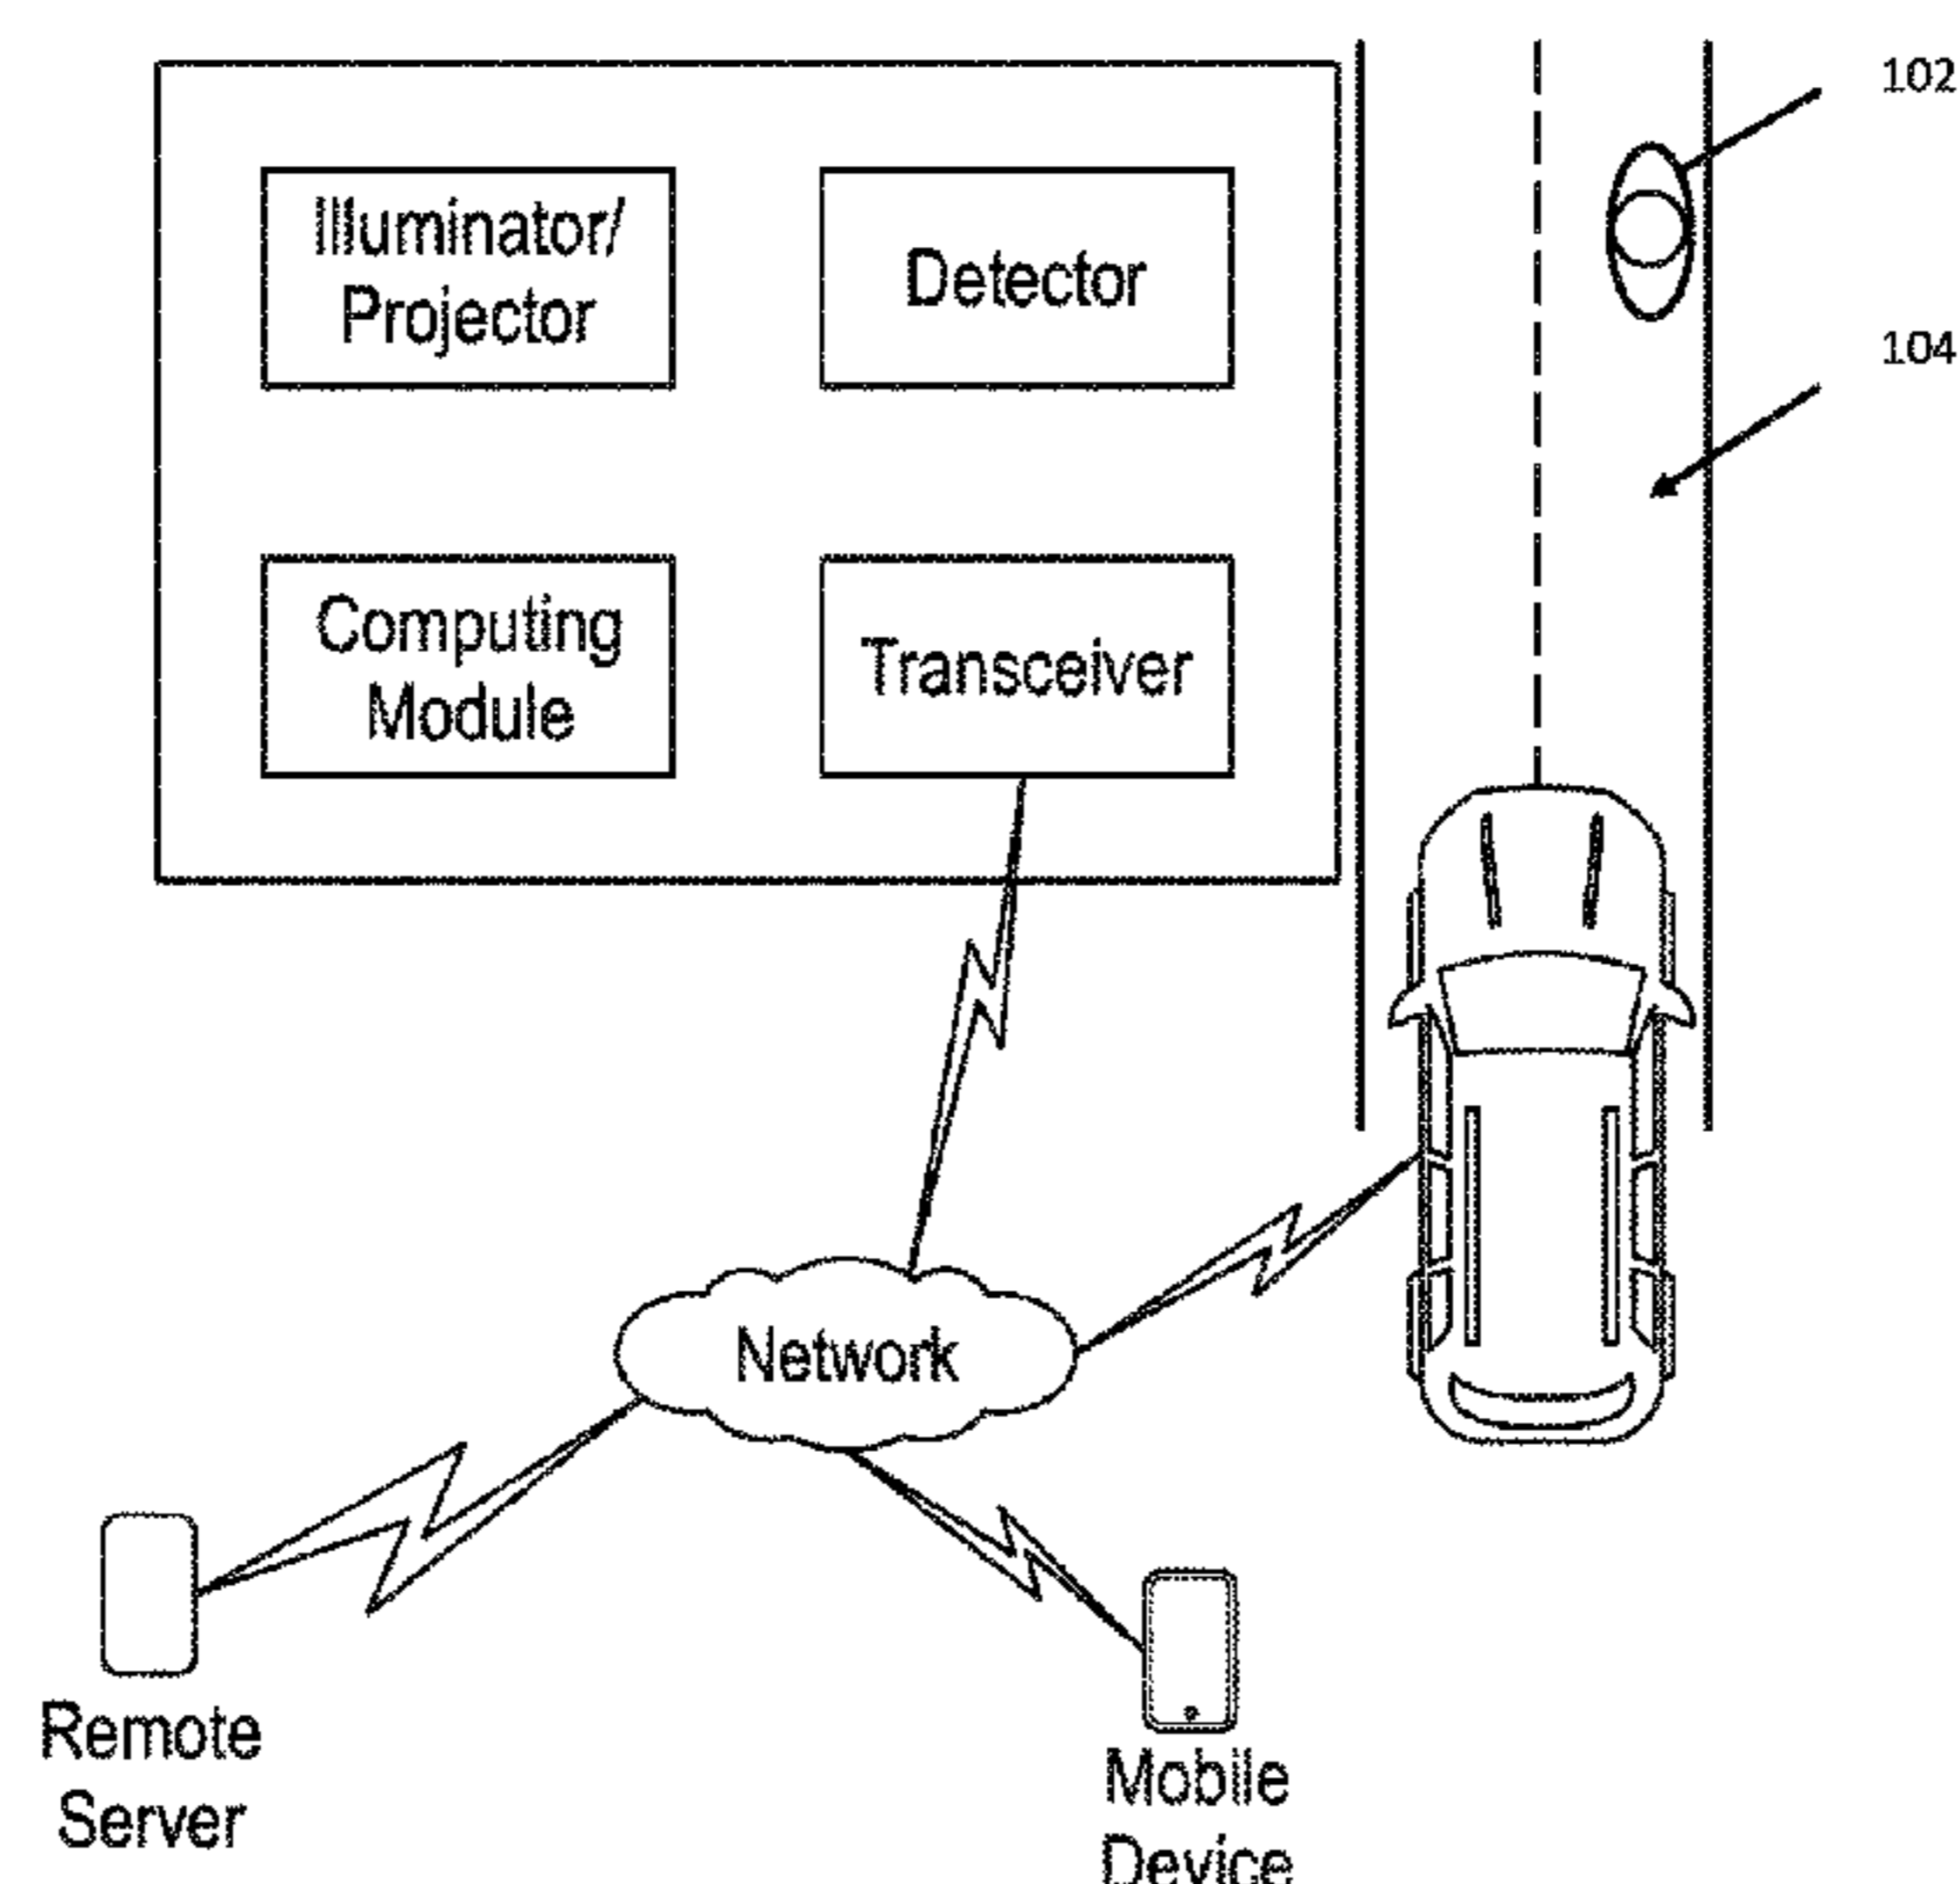 102
Illuminator/
Projector
Detector
104
Computing
Module
Transceiver
Network
Remote
Server
Mobile
Device